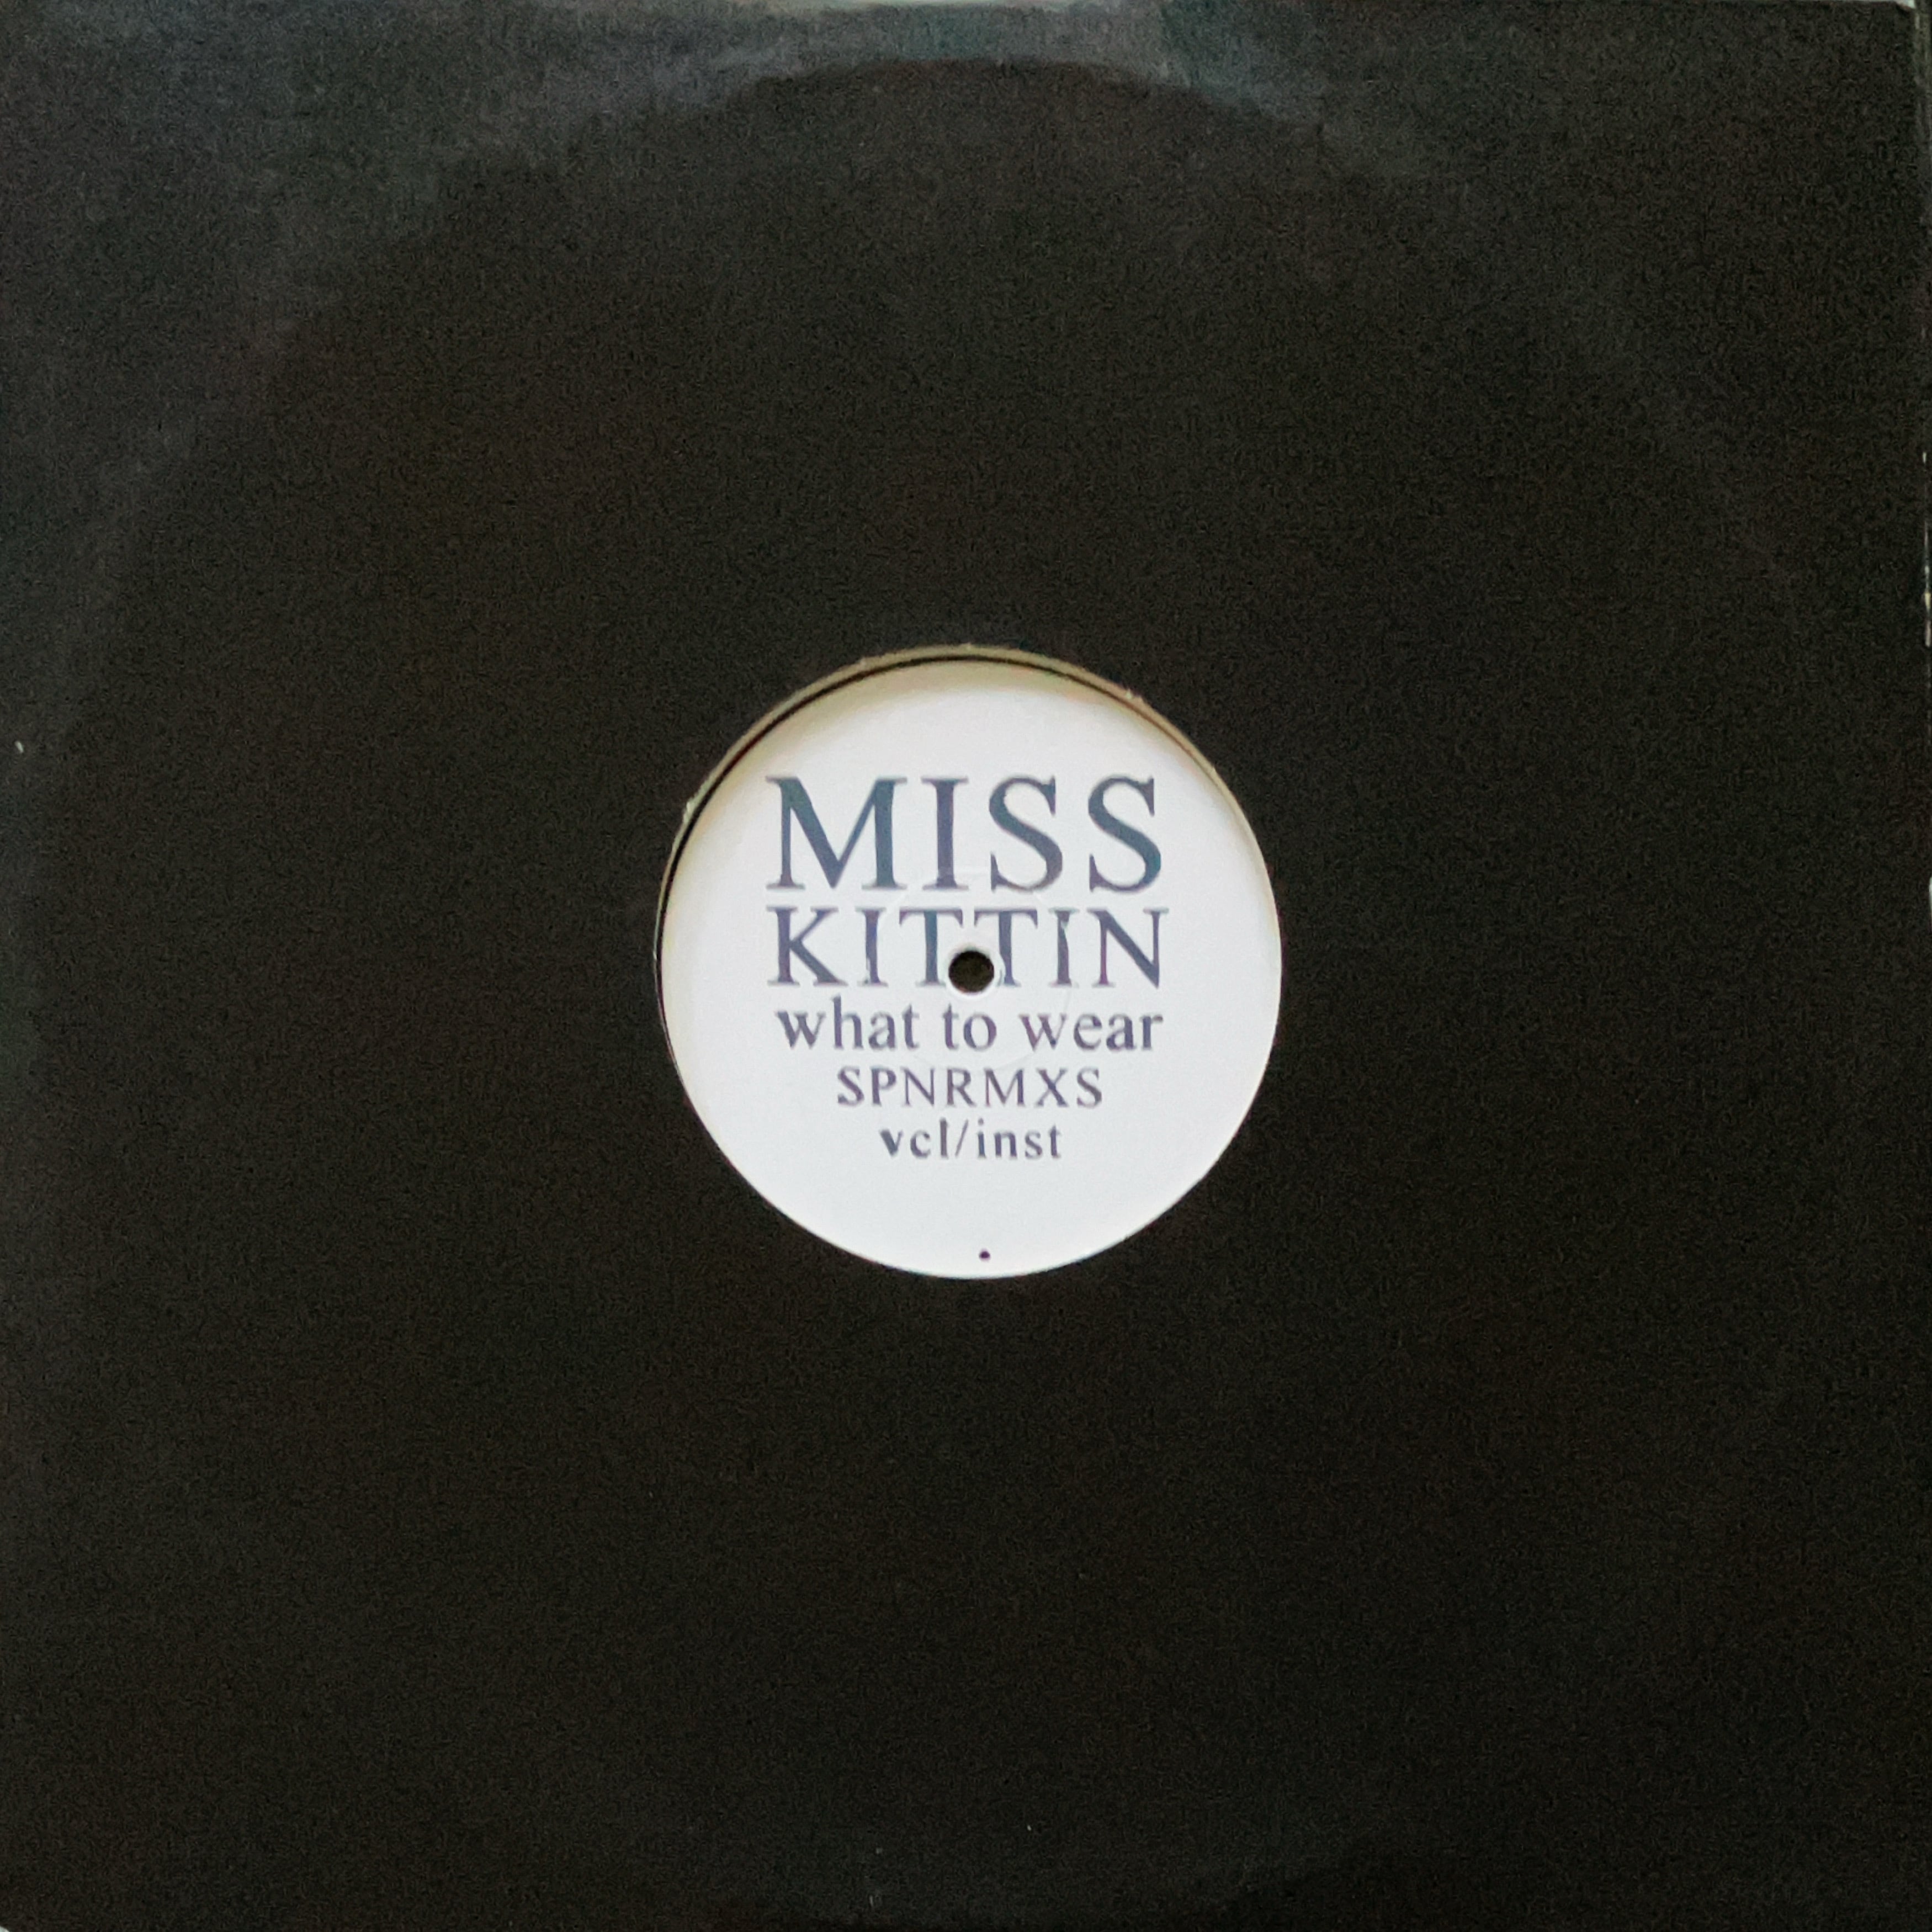 MISS
KITTIN
what to wear
SPNRMXS
vcl/inst